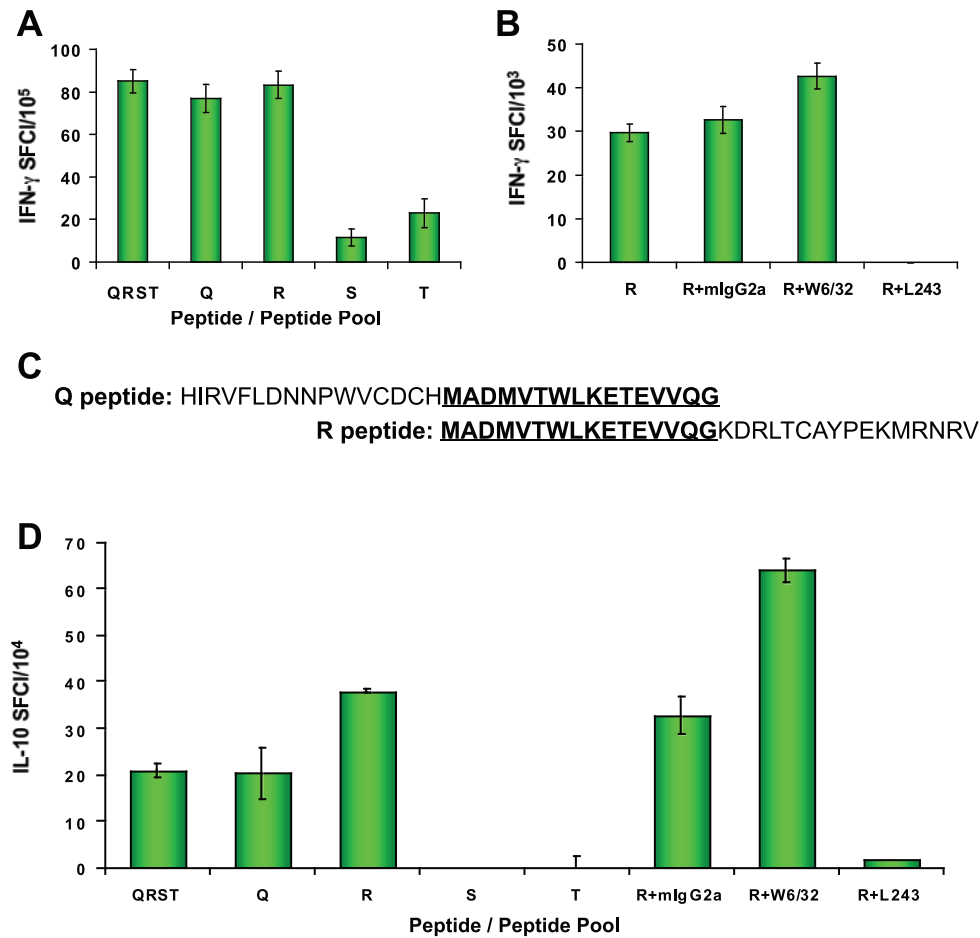 A
IFN-γ SFCI/10⁵
100
80
60
40
20
0
QRST Q R S T
Peptide / Peptide Pool
B
IFN-γ SFCI/10³
50
40
30
20
10
0
R R+mIgG2a R+W6/32 R+L243
C
Q peptide: HIRVFLDNNPWVCDCHMADMVTWLKETEVVQG
R peptide: MADMVTWLKETEVVQGKDRLTCAYPEKMRNRV
D
IL-10 SFCI/10⁴
70
60
50
40
30
20
10
0
QRST Q R S T R+mIgG2a R+W6/32 R+L243
Peptide / Peptide Pool